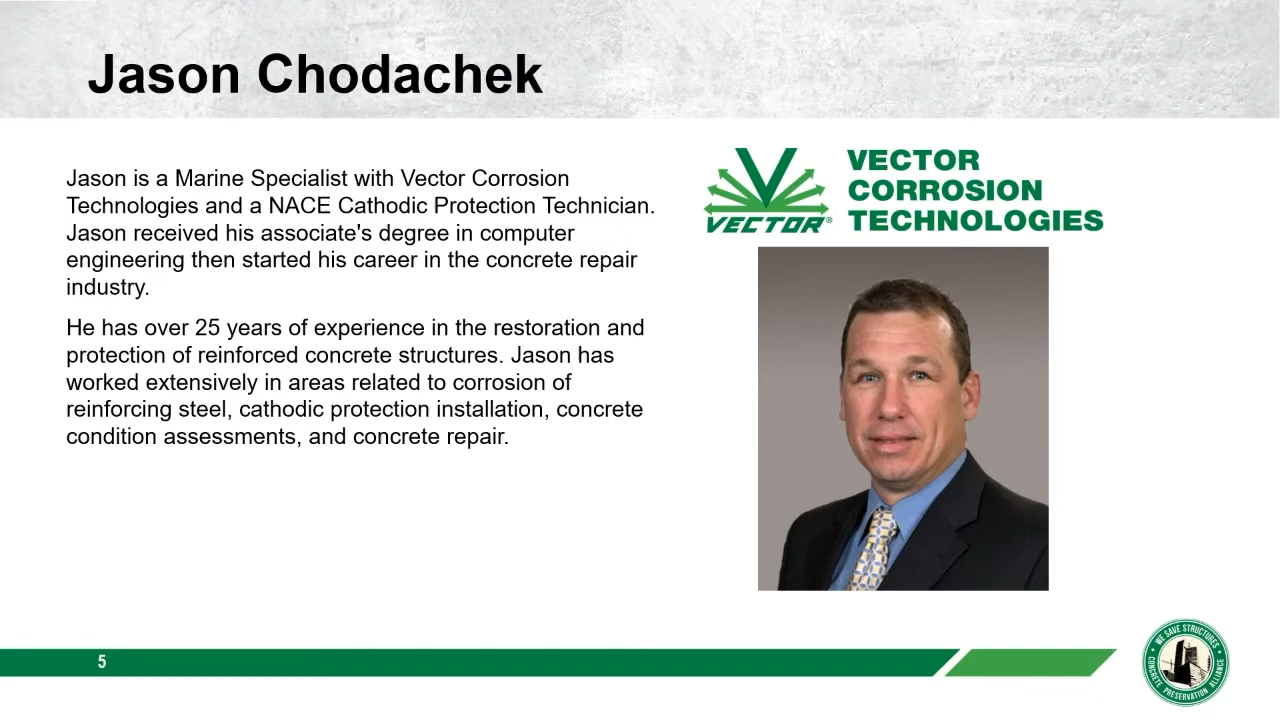 Jason Chodachek
Jason is a Marine Specialist with Vector Corrosion
Technologies and a NACE Cathodic Protection Technician.
Jason received his associate's degree in computer
engineering then started his career in the concrete repair
industry.
He has over 25 years of experience in the restoration and
protection of reinforced concrete structures. Jason has
worked extensively in areas related to corrosion of
reinforcing steel, cathodic protection installation, concrete
condition assessments, and concrete repair.
VECTOR®
VECTOR
CORROSION
TECHNOLOGIES
5
WE SAVE STRUCTURES
CONCRETE PRESERVATION ALLIANCE